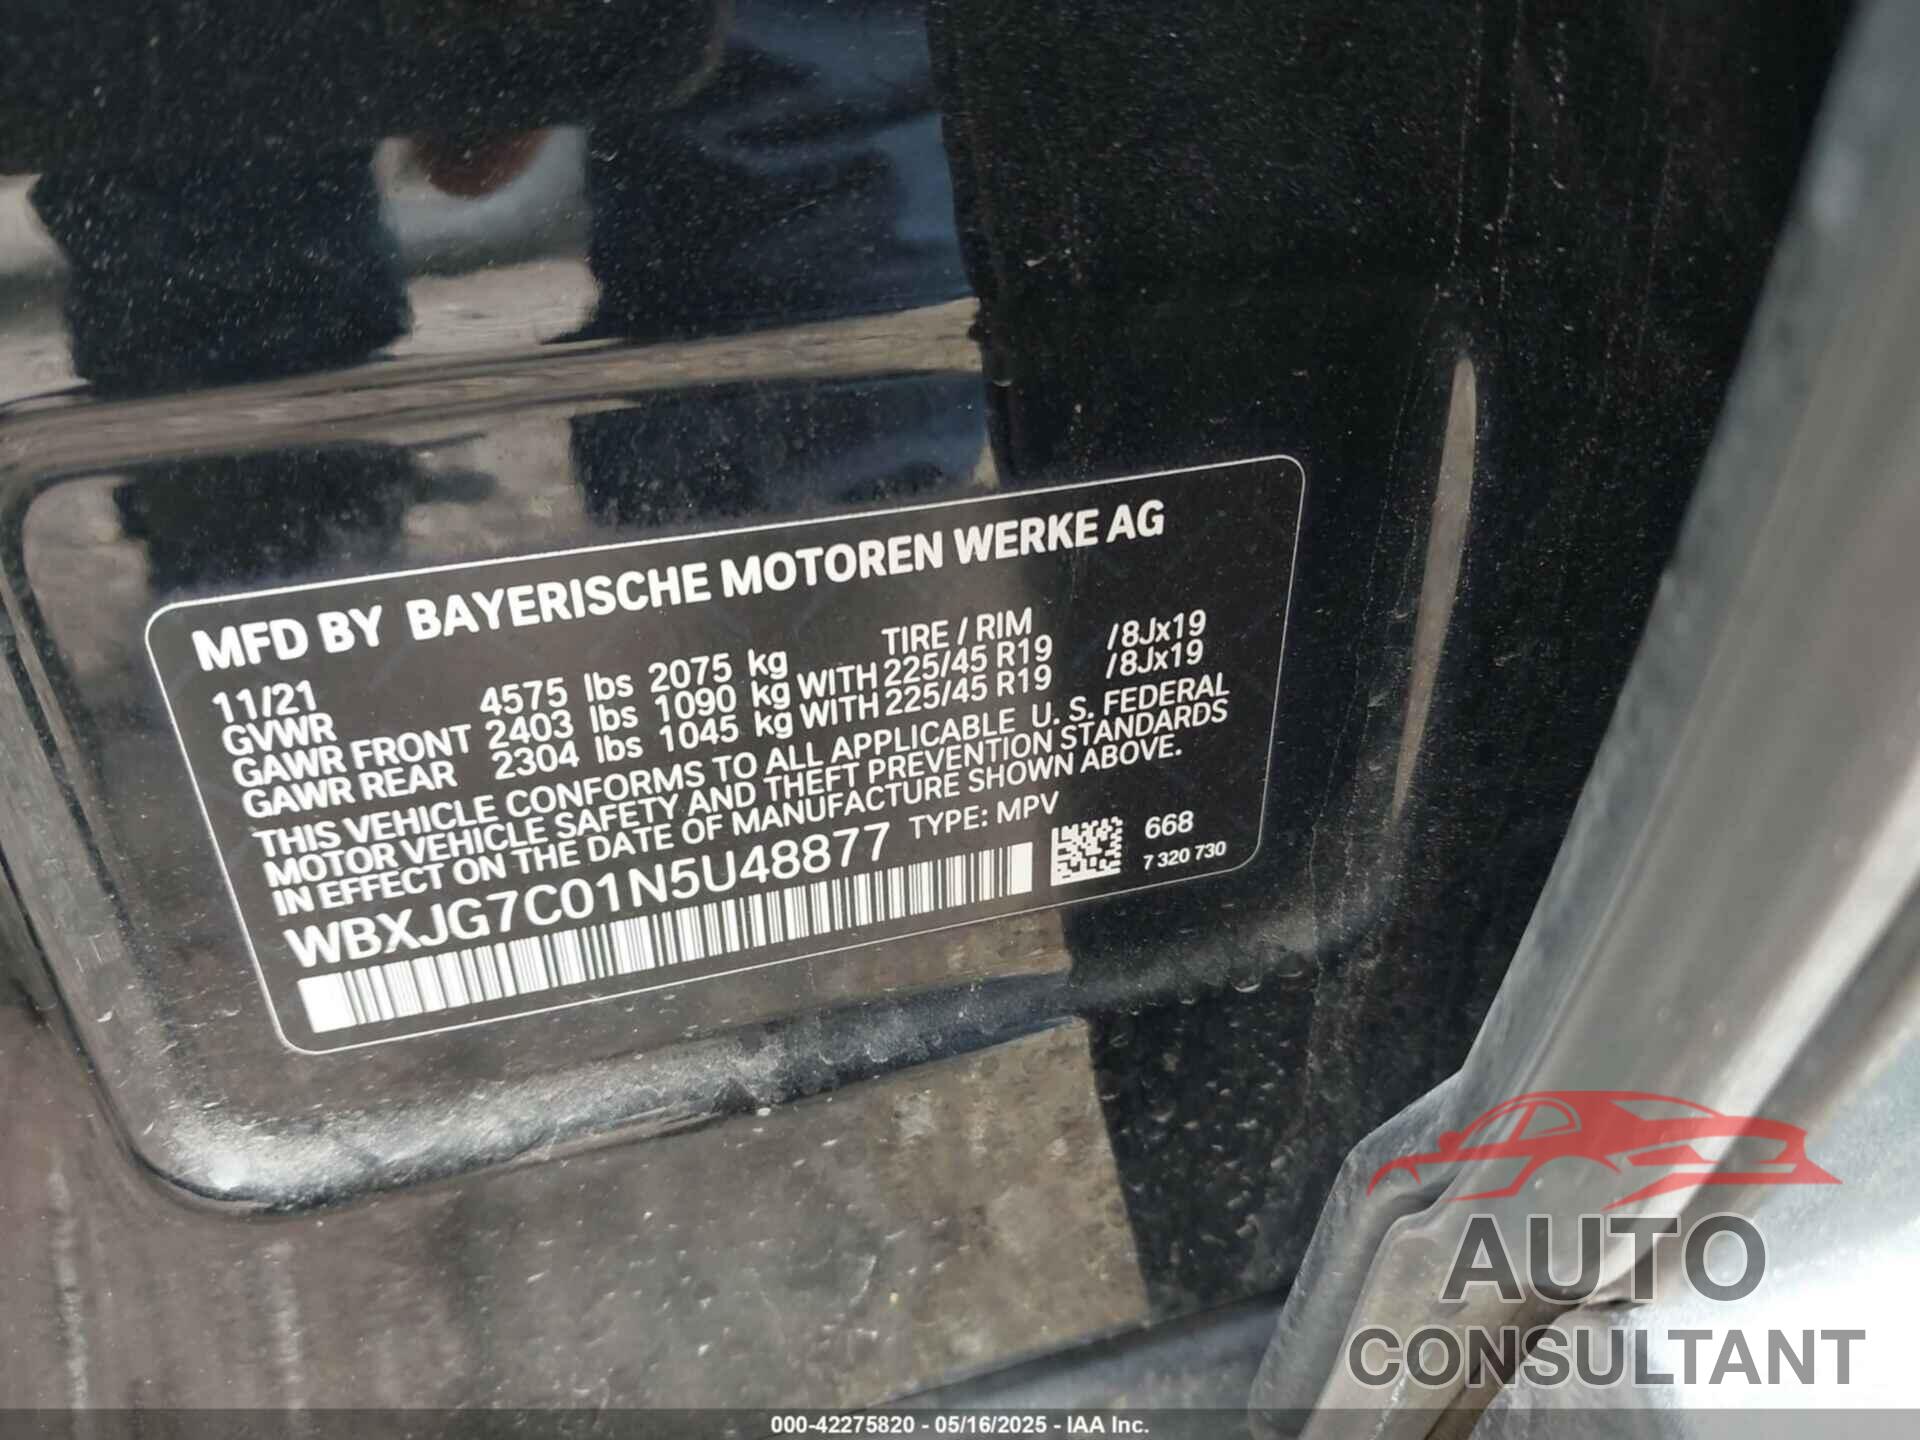 MFD BY BAYERISCHE MOTOREN WERKE AG
11/21 TIRE / RIM
GVWR 4575 lbs 2075 kg
GAWR FRONT 2403 lbs 1090 kg WITH 225/45 R19 /8Jx19
GAWR REAR 2304 lbs 1045 kg WITH 225/45 R19 /8Jx19
THIS VEHICLE CONFORMS TO ALL APPLICABLE U. S. FEDERAL
MOTOR VEHICLE SAFETY AND THEFT PREVENTION STANDARDS
IN EFFECT ON THE DATE OF MANUFACTURE SHOWN ABOVE.
WBXJG7C01N5U48877 TYPE: MPV
668
7 320 730
AUTO
CONSULTANT
000-42275820 - 05/16/2025 - IAA Inc.